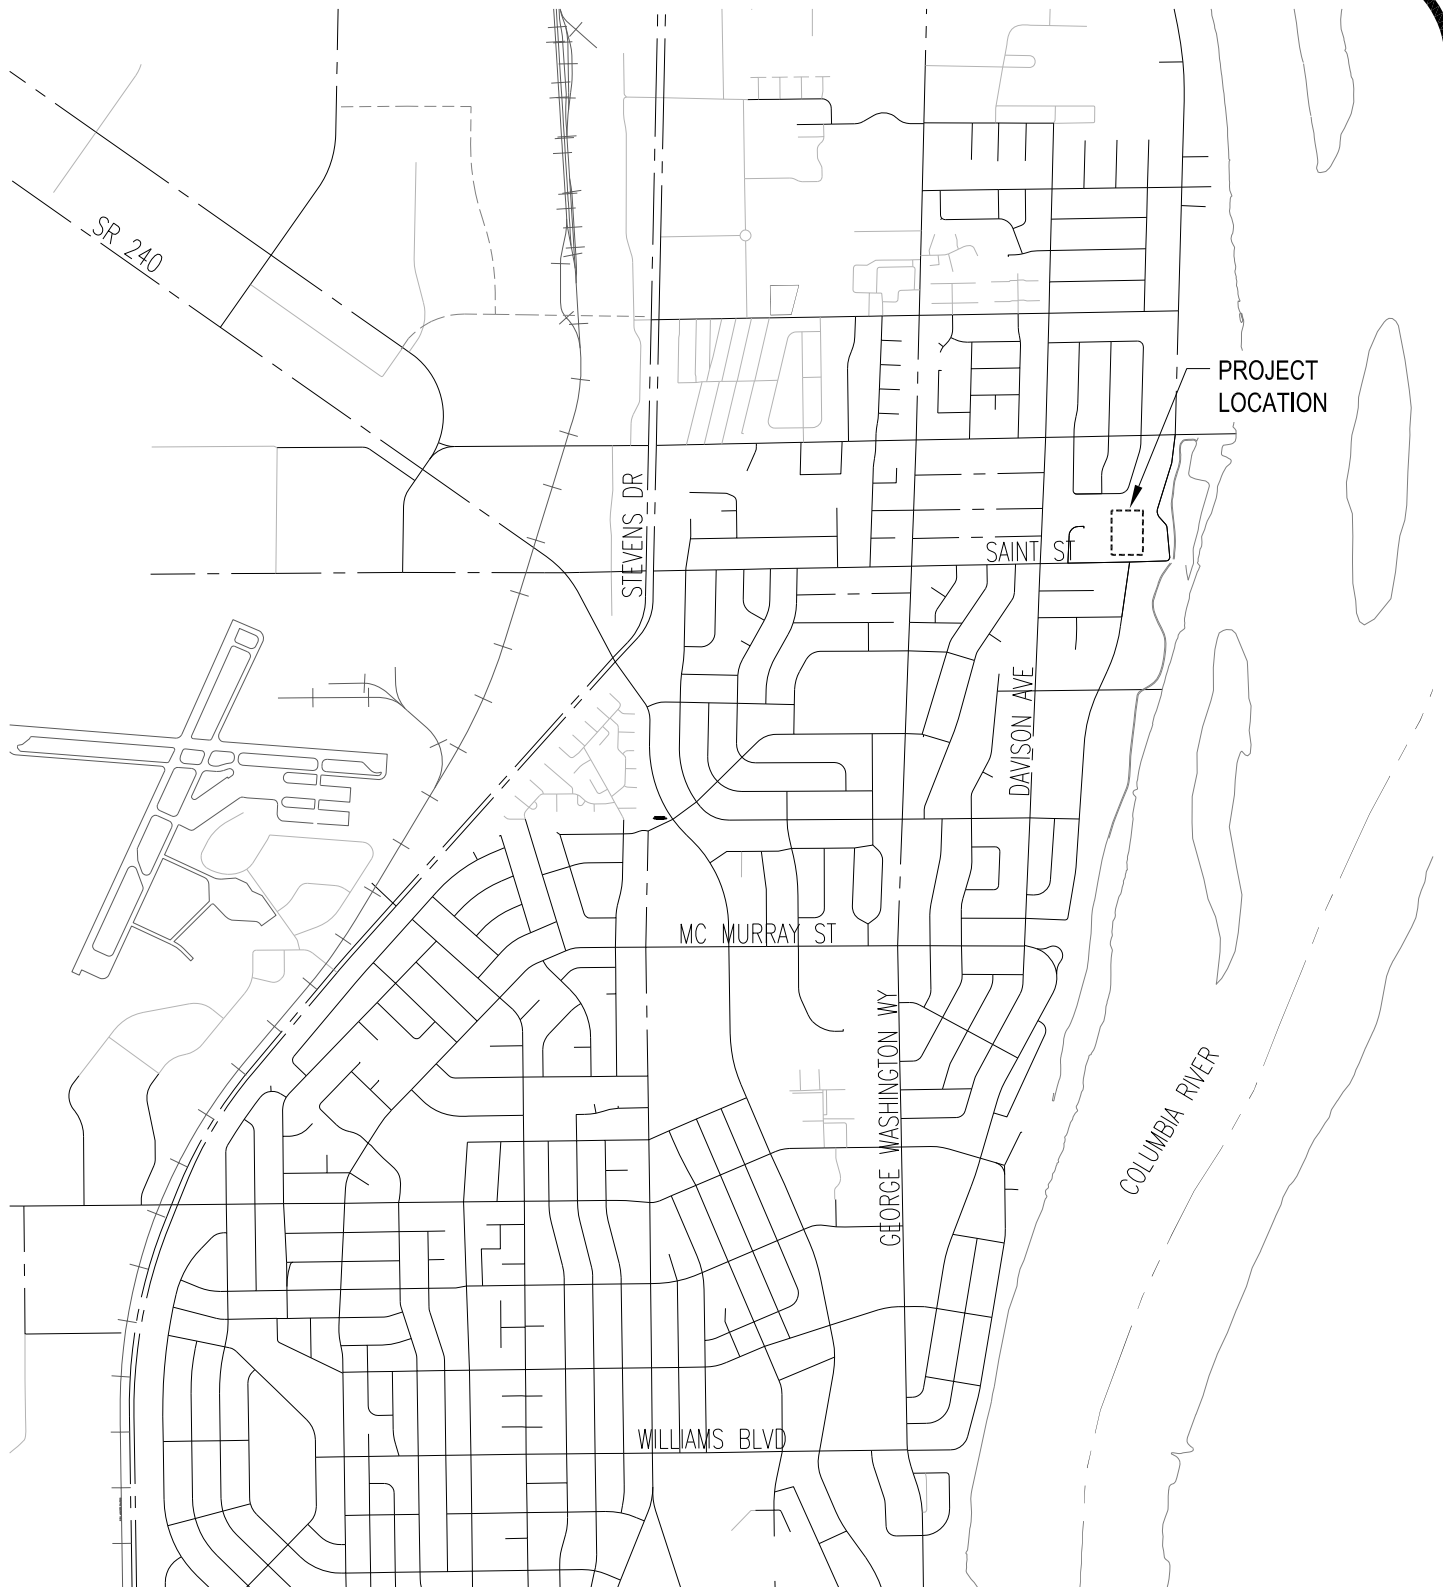 SR 240
PROJECT
LOCATION
STEVENS DR
SAINT ST
DAVISON AVE
MC MURRAY ST
GEORGE WASHINGTON WY
COLUMBIA RIVER
WILLIAMS BLVD